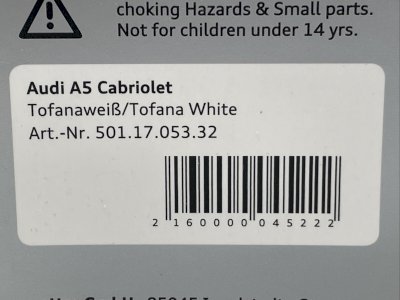 choking Hazards & Small parts.
Not for children under 14 yrs.
Audi A5 Cabriolet
Tofanaweiß/Tofana White
Art.-Nr. 501.17.053.32
2 160000 045222